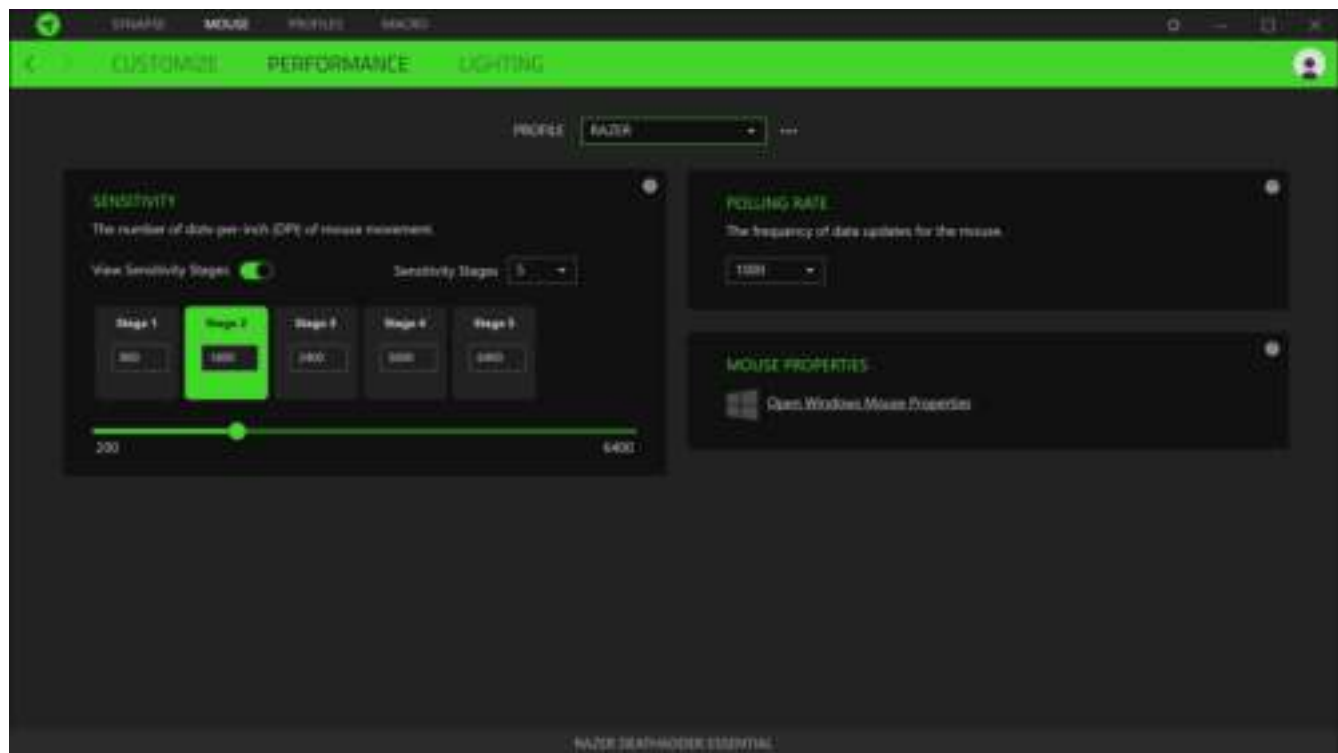 SYNAPSE MOUSE PROFILES MACRO
CUSTOMIZE PERFORMANCE LIGHTING
PROFILE RAZER
SENSITIVITY
The number of dots-per-inch (DPI) of mouse movement.
View Sensitivity Stages Sensitivity Stages 5
Stage 1 Stage 2 Stage 3 Stage 4 Stage 5
800 1800 2400
200 6400
POLLING RATE
The frequency of data updates for the mouse.
MOUSE PROPERTIES
Open Windows Mouse Properties
RAZER DEATHADDER ESSENTIAL